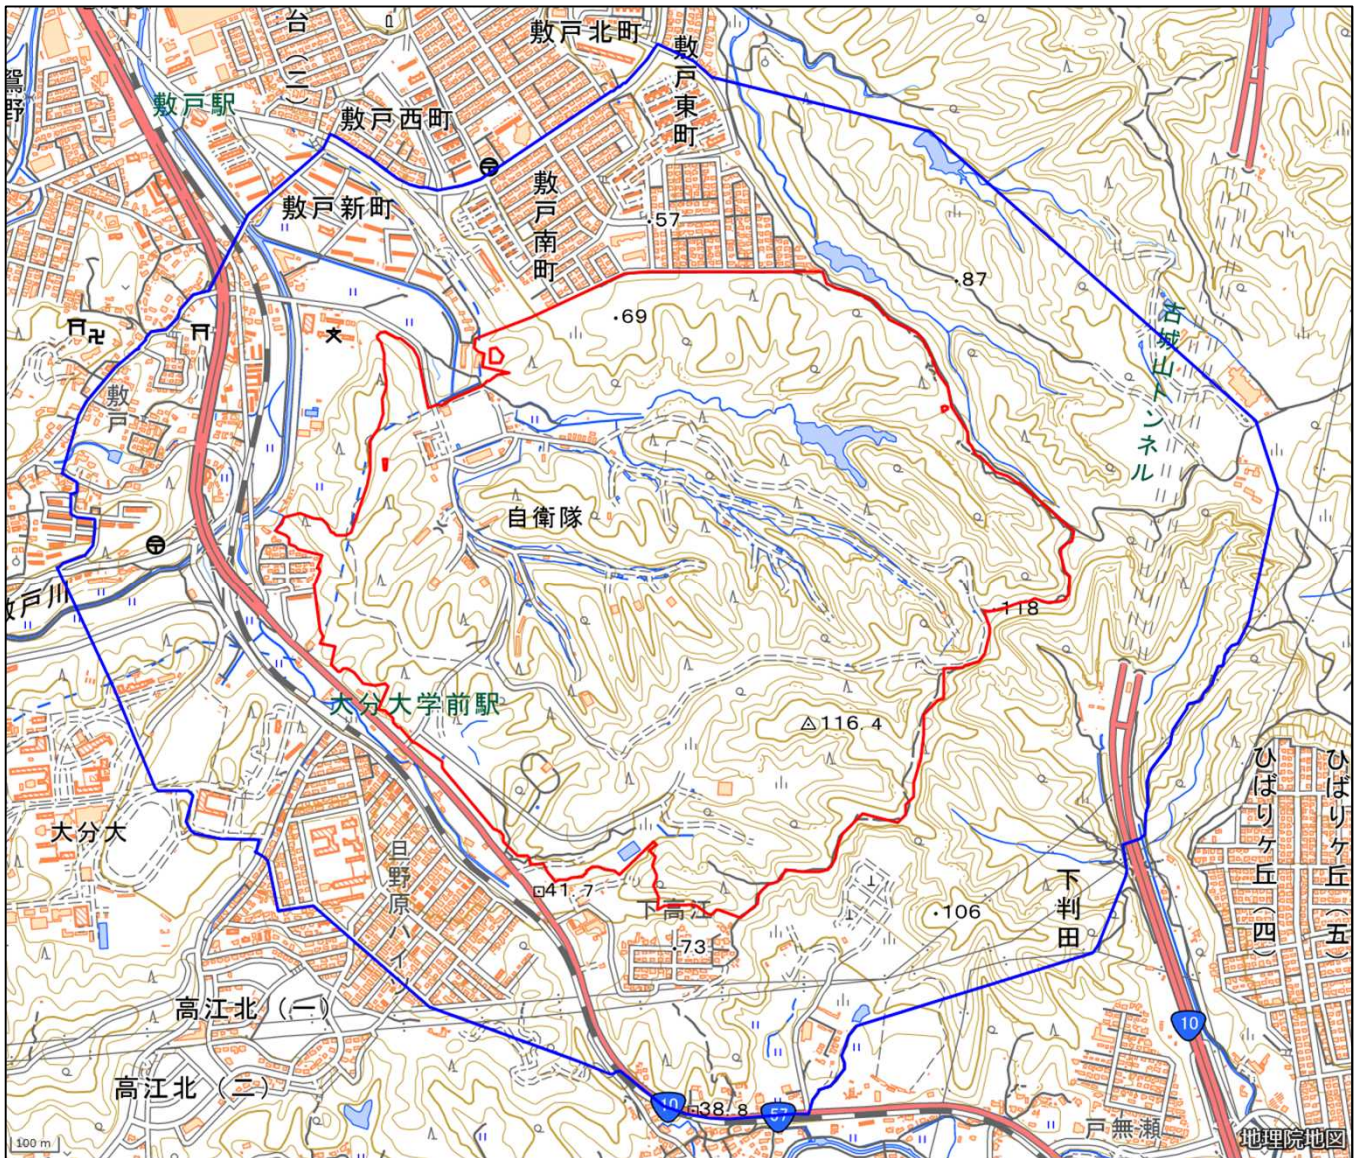 敷戸北町
敷戸東町
台(二)
鴛野
敷戸駅
敷戸西町
敷戸新町
敷戸南町
57
87
69
古城山トンネル
敷戸
自衛隊
敷戸川
118
大分大学前駅
116.4
ひばりヶ丘(四)
ひばりヶ丘(五)
大分大
旦野原ハイツ
41.7
下高江
下判田
106
73
高江北(一)
10
高江北(二)
10
38.8
57
戸無瀬
100 m
地理院地図